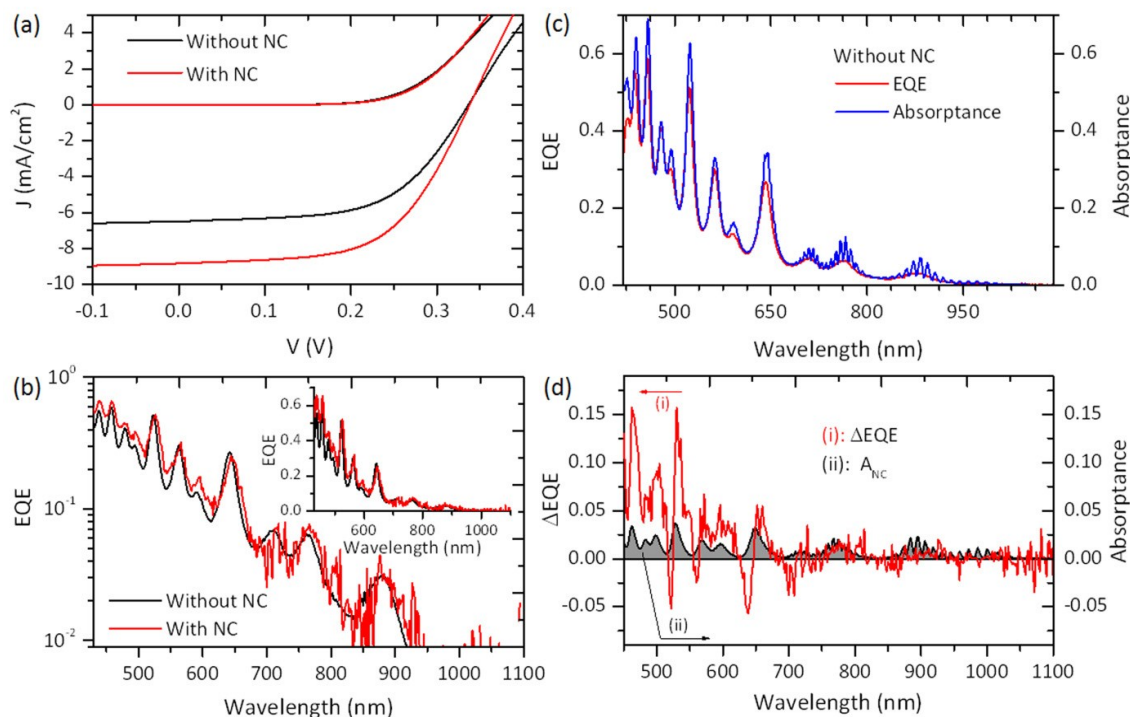 (a)
4
2
0
-2
-4
-6
-8
-10
J (mA/cm²)
Without NC
With NC
-0.1 0.0 0.1 0.2 0.3 0.4
V (V)
(c)
0.6
0.4
0.2
0.0
EQE
Without NC
EQE
Absorptance
0.6
0.4
0.2
0.0
Absorptance
500 650 800 950
Wavelength (nm)
(b)
10⁰
10⁻¹
10⁻²
EQE
0.6
0.4
0.2
0.0
EQE
600 800 1000
Wavelength (nm)
Without NC
With NC
500 600 700 800 900 1000 1100
Wavelength (nm)
(d)
0.15
0.10
0.05
0.00
-0.05
ΔEQE
(i)
(i): ΔEQE
(ii): A_NC
(ii)
0.15
0.10
0.05
0.00
-0.05
Absorptance
500 600 700 800 900 1000 1100
Wavelength (nm)